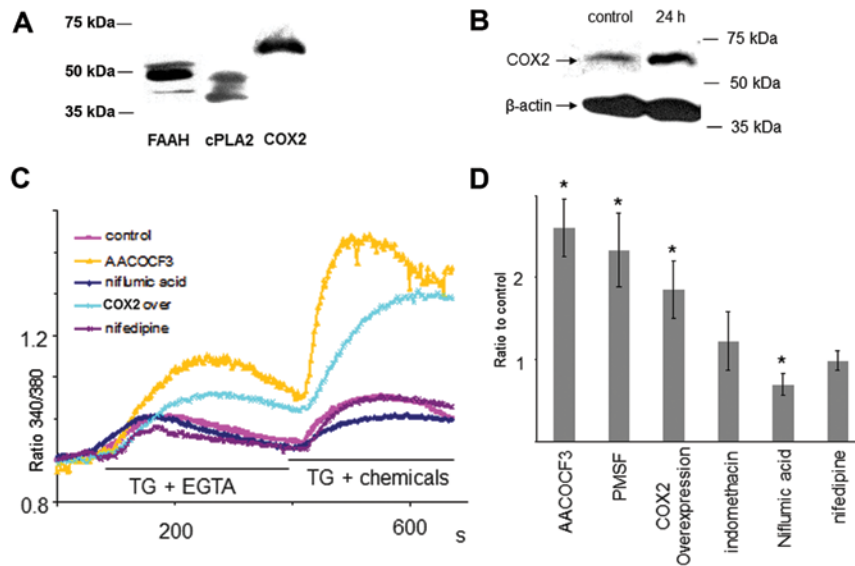 A
75 kDa
50 kDa
35 kDa
FAAH cPLA2 COX2
B
control 24 h
75 kDa
COX2
50 kDa
β-actin
35 kDa
C
control
AACOCF3
niflumic acid
COX2 over
nifedipine
Ratio 340/380
1.2
0.8
TG + EGTA
TG + chemicals
200
600
s
D
Ratio to control
2
1
*
*
*
*
AACOCF3
PMSF
COX2
Overexpression
indomethacin
Niflumic acid
nifedipine